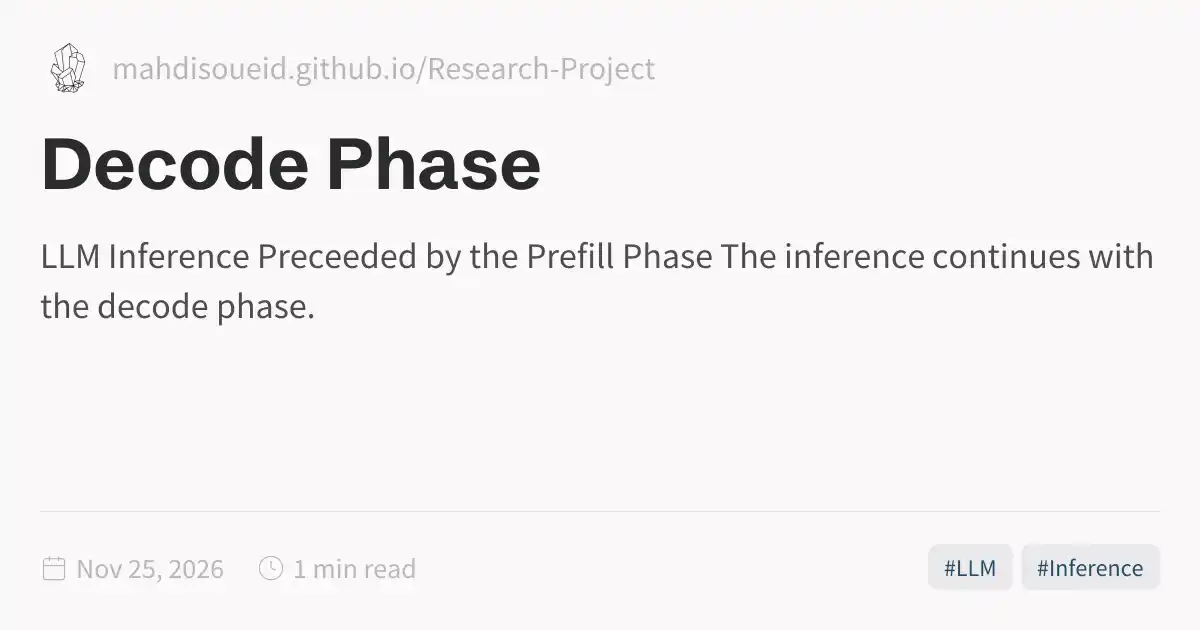 mahdisoueid.github.io/Research-Project
Decode Phase
LLM Inference Preceeded by the Prefill Phase The inference continues with
the decode phase.
Nov 25, 2026
1 min read
#LLM
#Inference